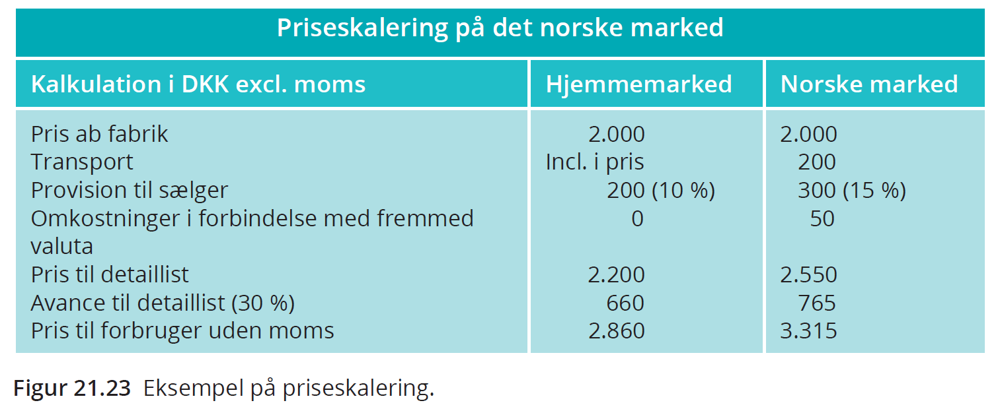 Priseskalering på det norske marked
Kalkulation i DKK excl. moms Hjemmemarked Norske marked
Pris ab fabrik 2.000 2.000
Transport Incl. i pris 200
Provision til sælger 200 (10 %) 300 (15 %)
Omkostninger i forbindelse med fremmed 0 50
valuta
Pris til detaillist 2.200 2.550
Avance til detaillist (30 %) 660 765
Pris til forbruger uden moms 2.860 3.315
Figur 21.23 Eksempel på priseskalering.